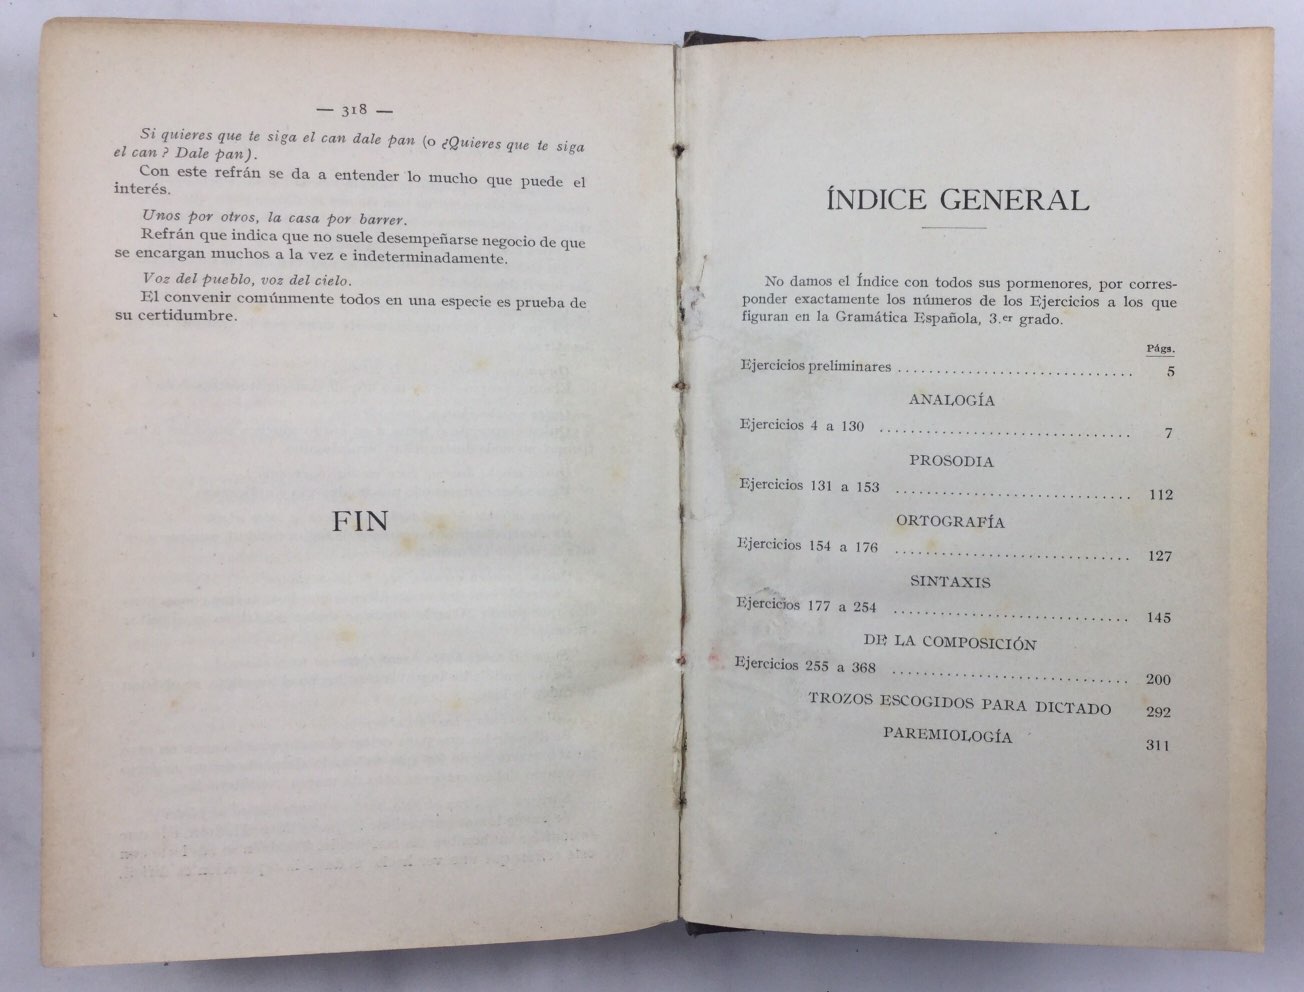 — 318 —
Si quieres que te siga el can dale pan (o ¿Quieres que te siga
el can ? Dale pan).
Con este refrán se da a entender lo mucho que puede el
interés.
Unos por otros, la casa por barrer.
Refrán que indica que no suele desempeñarse negocio de que
se encargan muchos a la vez e indeterminadamente.
Voz del pueblo, voz del cielo.
El convenir comúnmente todos en una especie es prueba de
su certidumbre.
FIN
ÍNDICE GENERAL
No damos el Índice con todos sus pormenores, por corres-
ponder exactamente los números de los Ejercicios a los que
figuran en la Gramática Española, 3.er grado.
Págs.
Ejercicios preliminares .............................. 5
ANALOGÍA
Ejercicios 4 a 130 ................................ 7
PROSODIA
Ejercicios 131 a 153 .............................. 112
ORTOGRAFÍA
Ejercicios 154 a 176 .............................. 127
SINTAXIS
Ejercicios 177 a 254 .............................. 145
DE LA COMPOSICIÓN
Ejercicios 255 a 368 .............................. 200
TROZOS ESCOGIDOS PARA DICTADO 292
PAREMIOLOGÍA 311